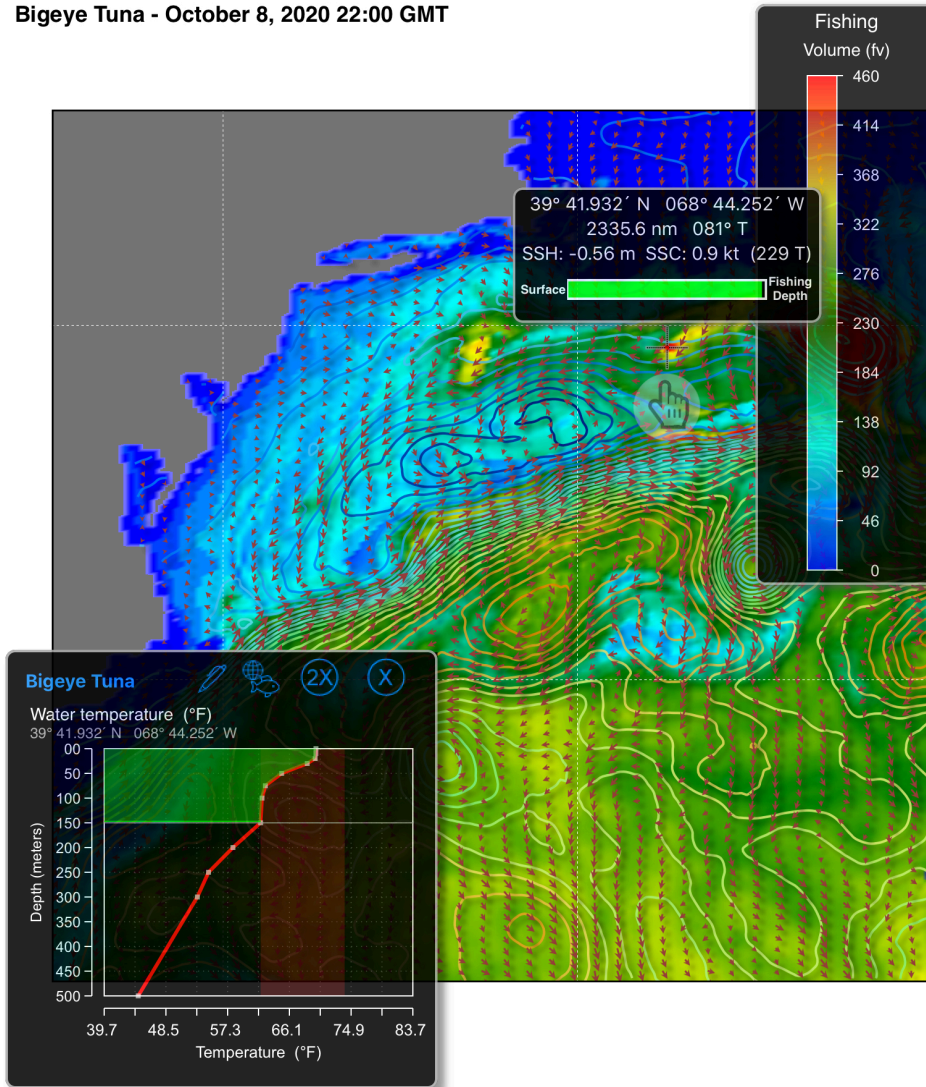 Bigeye Tuna - October 8, 2020 22:00 GMT
Fishing
Volume (fv)
460
414
368
322
276
230
184
138
92
46
0
39° 41.932´ N 068° 44.252´ W
2335.6 nm 081° T
SSH: -0.56 m SSC: 0.9 kt (229 T)
Surface
Fishing
Depth
Bigeye Tuna
2X
X
Water temperature (°F)
39° 41.932´ N 068° 44.252´ W
Depth (meters)
00
50
100
150
200
250
300
350
400
450
500
39.7 48.5 57.3 66.1 74.9 83.7
Temperature (°F)